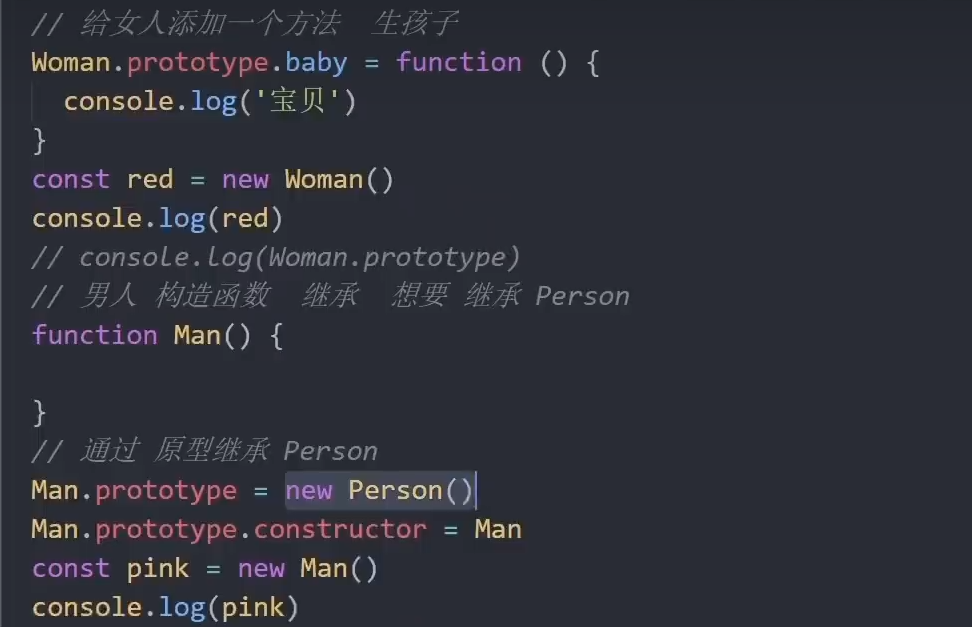 // 给女人添加一个方法  生孩子
Woman.prototype.baby = function () {
  console.log('宝贝')
}
const red = new Woman()
console.log(red)
// console.log(Woman.prototype)
// 男人 构造函数  继承  想要 继承 Person
function Man() {

}
// 通过 原型继承 Person
Man.prototype = new Person()
Man.prototype.constructor = Man
const pink = new Man()
console.log(pink)